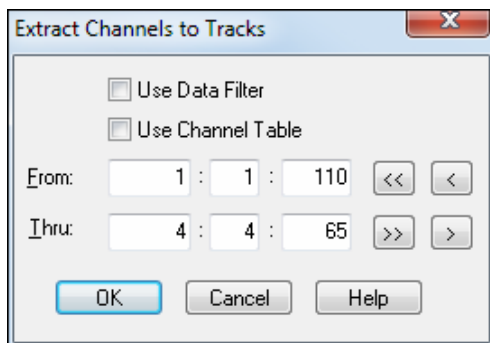 Extract Channels to Tracks
Use Data Filter
Use Channel Table
From: 1 : 1 : 110 << <
Thru: 4 : 4 : 65 >> >
OK Cancel Help